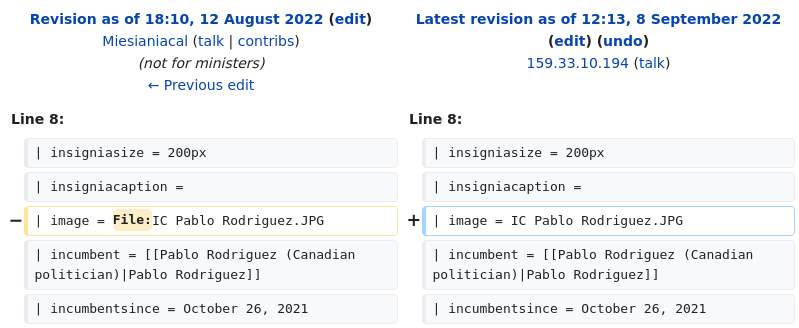 Revision as of 18:10, 12 August 2022 (edit)
Miesianiacal (talk | contribs)
(not for ministers)
← Previous edit
Latest revision as of 12:13, 8 September 2022
(edit) (undo)
159.33.10.194 (talk)
Line 8:
Line 8:
| insigniasize = 200px
| insigniasize = 200px
| insigniacaption =
| insigniacaption =
− | image = File:IC Pablo Rodriguez.JPG
+ | image = IC Pablo Rodriguez.JPG
| incumbent = [[Pablo Rodriguez (Canadian
politician)|Pablo Rodriguez]]
| incumbent = [[Pablo Rodriguez (Canadian
politician)|Pablo Rodriguez]]
| incumbentsince = October 26, 2021
| incumbentsince = October 26, 2021